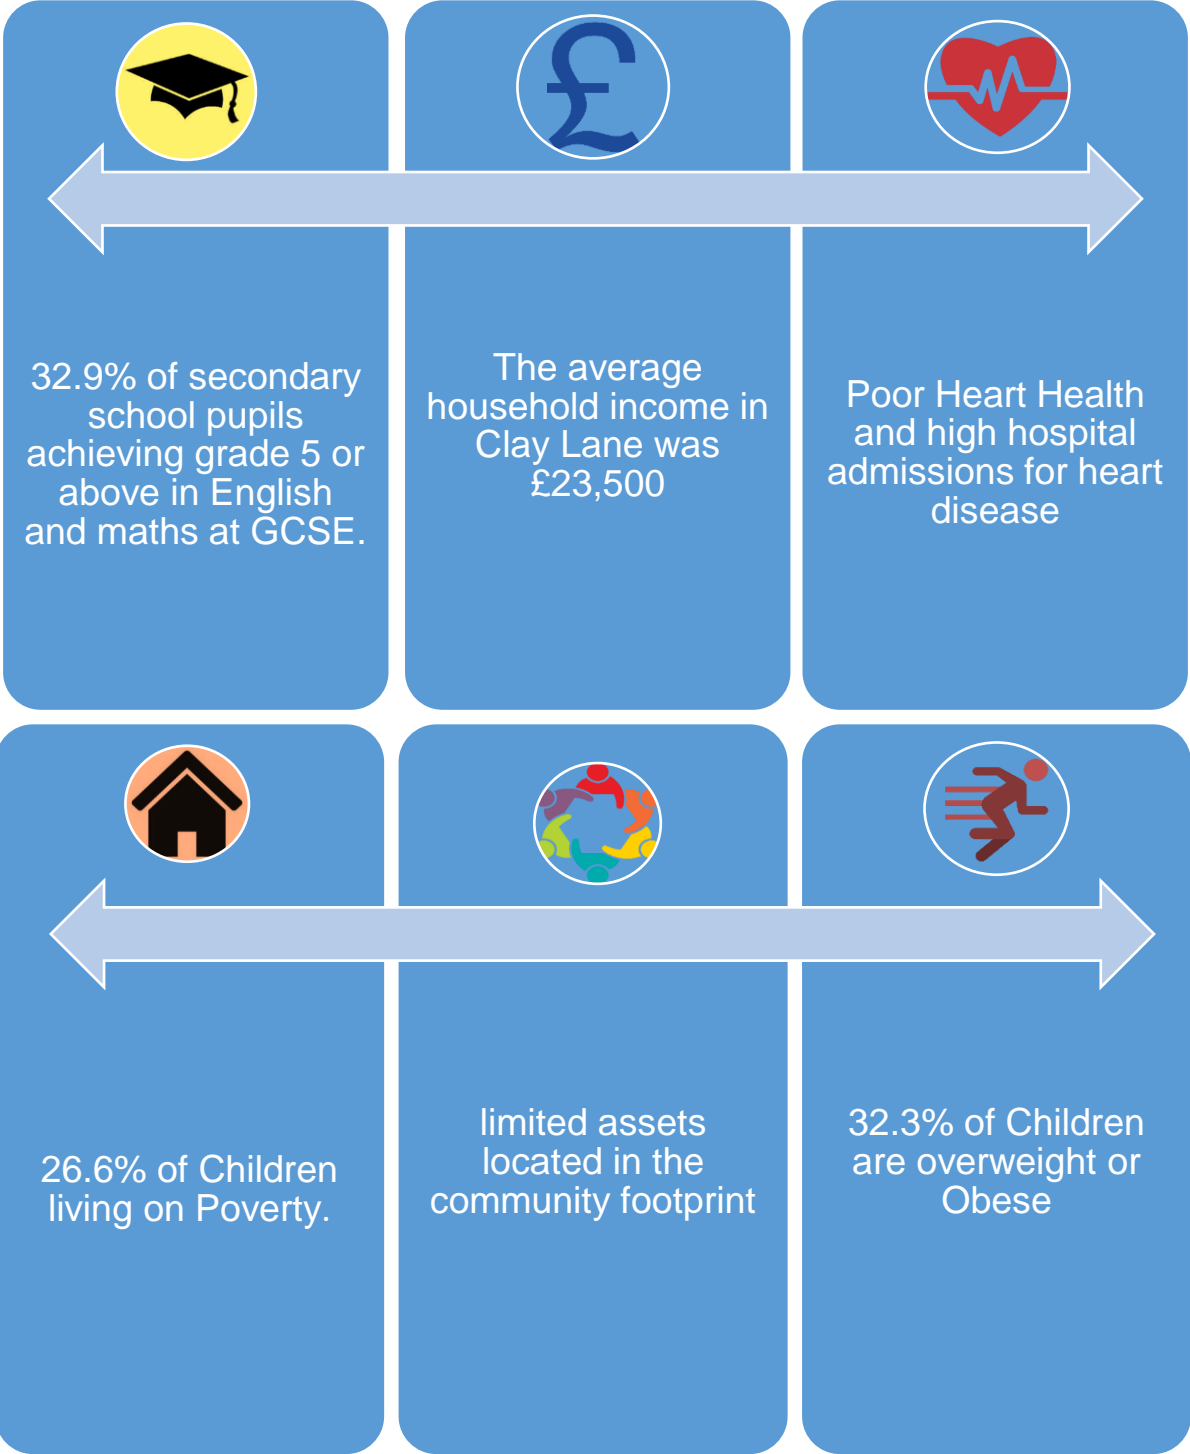 32.9% of secondary
school pupils
achieving grade 5 or
above in English
and maths at GCSE.
The average
household income in
Clay Lane was
£23,500
Poor Heart Health
and high hospital
admissions for heart
disease
26.6% of Children
living on Poverty.
limited assets
located in the
community footprint
32.3% of Children
are overweight or
Obese